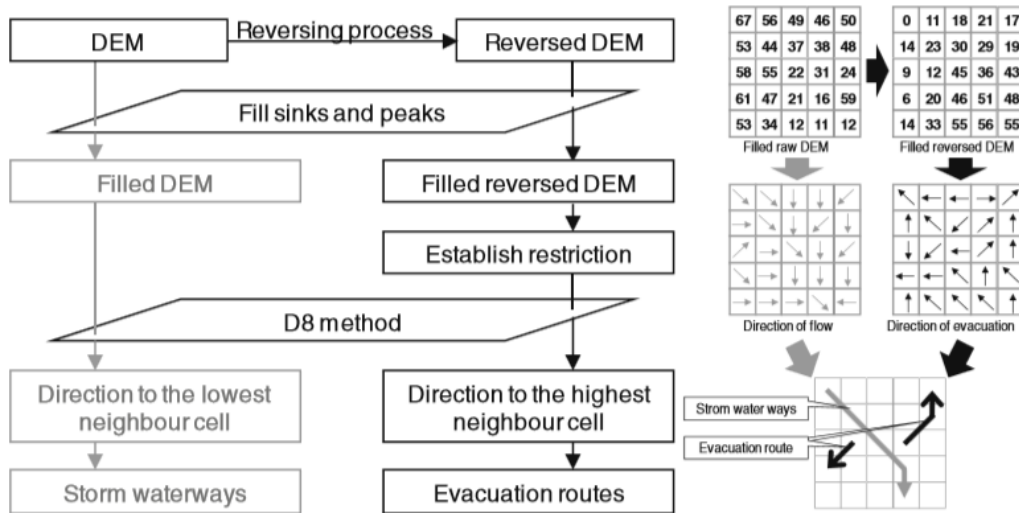 DEM
Reversing process
Reversed DEM
Fill sinks and peaks
Filled DEM
Filled reversed DEM
Establish restriction
D8 method
Direction to the lowest
neighbour cell
Direction to the highest
neighbour cell
Storm waterways
Evacuation routes
67 56 49 46 50
53 44 37 38 48
58 55 22 31 24
61 47 21 16 59
53 34 12 11 12
Filled raw DEM
0 11 18 21 17
14 23 30 29 19
9 12 45 36 43
6 20 46 51 48
14 33 55 56 55
Filled reversed DEM
Direction of flow
Direction of evacuation
Strom water ways
Evacuation route